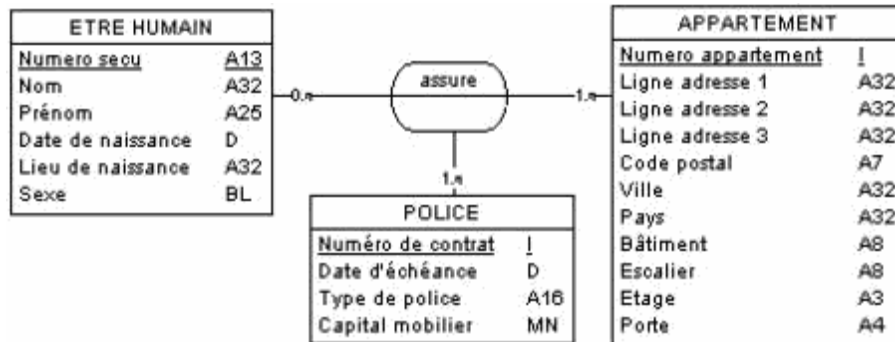 ETRE HUMAIN
Numero secu A13
Nom A32
Prénom A25
Date de naissance D
Lieu de naissance A32
Sexe BL
0.n
assure
1.n
1.n
APPARTEMENT
Numero appartement I
Ligne adresse 1 A32
Ligne adresse 2 A32
Ligne adresse 3 A32
Code postal A7
Ville A32
Pays A32
Bâtiment A8
Escalier A8
Etage A3
Porte A4
POLICE
Numéro de contrat I
Date d'échéance D
Type de police A16
Capital mobilier MN